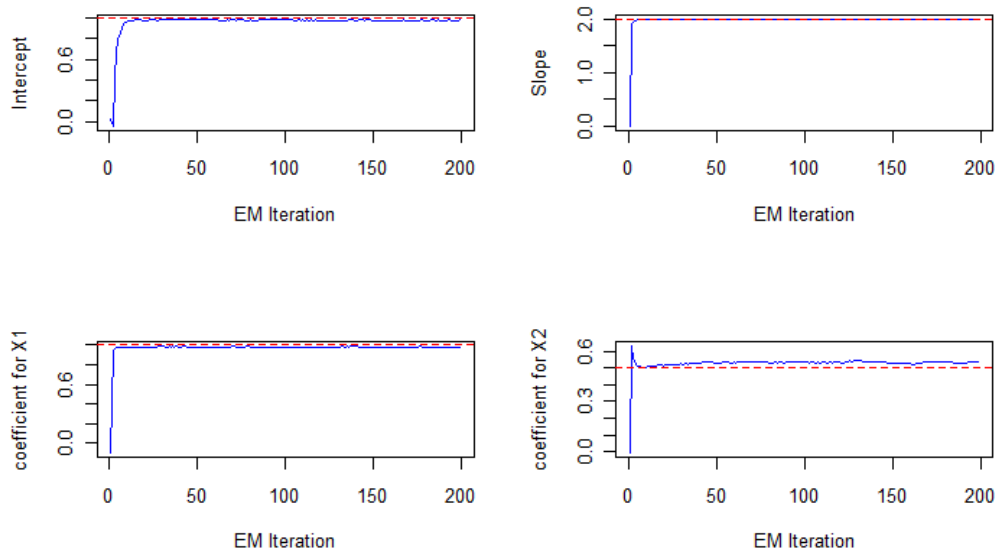 Intercept
0.0 0.6
0 50 100 150 200
EM Iteration
Slope
0.0 1.0 2.0
0 50 100 150 200
EM Iteration
coefficient for X1
0.0 0.6
0 50 100 150 200
EM Iteration
coefficient for X2
0.0 0.3 0.6
0 50 100 150 200
EM Iteration